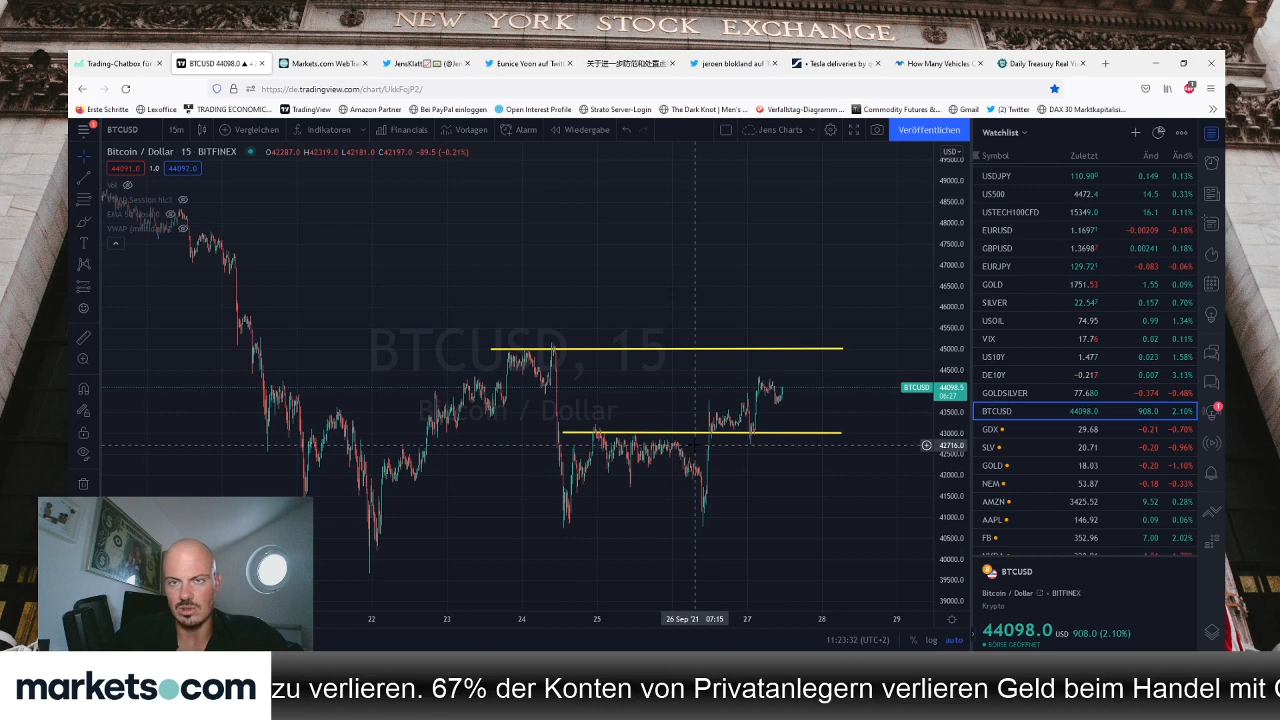 NEW YORK STOCK EXCHANGE
Trading-Chatbox für
BTCUSD 44098.0 ▲ +2
Markets.com WebTra
JensKlatt
(@Jen
Eunice Yoon auf Twitt
关于进一步防范和处置虚
jeroen blokland auf
• Tesla deliveries by q
How Many Vehicles
Daily Treasury Real Yi
https://de.tradingview.com/chart/UkkFojP2/
Erste Schritte
Lexoffice
TRADING ECONOMIC...
TradingView
Amazon Partner
Bei PayPal einloggen
Open Interest Profile
Strato Server-Login
The Dark Knot | Men's ...
Verfallstag-Diagramm ...
Commodity Futures &...
Gmail
(2) Twitter
DAX 30 Marktkapitalisi...
BTCUSD
15m
Vergleichen
Indikatoren
Financials
Vorlagen
Alarm
Wiedergabe
Jens Charts
Veröffentlichen
Watchlist
Bitcoin / Dollar · 15 · BITFINEX
O42287.0 H42319.0 L42181.0 C42197.0 −89.5 (−0.21%)
44091.0 1.0 44092.0
Vol
BTCUSD, 15
Bitcoin / Dollar
USD
49500.0
49000.0
48500.0
48000.0
47500.0
47000.0
46500.0
46000.0
45500.0
45000.0
44500.0
BTCUSD 44098.5
06:27
43500.0
43000.0
42716.0
42500.0
42000.0
41500.0
41000.0
40500.0
40000.0
39500.0
39000.0
22 23 24 25 26 Sep '21 07:15 27 28 29
11:23:32 (UTC+2) % log auto
Symbol Zuletzt Änd Änd%
USDJPY 110.900 0.149 0.13%
US500 4472.4 14.5 0.33%
USTECH100CFD 15349.0 16.1 0.11%
EURUSD 1.16971 −0.00209 −0.18%
GBPUSD 1.36987 0.00241 0.18%
EURJPY 129.721 −0.083 −0.06%
GOLD 1751.53 1.55 0.09%
SILVER 22.547 0.157 0.70%
USOIL 74.95 0.99 1.34%
VIX 17.76 0.02 0.11%
US10Y 1.477 0.023 1.58%
DE10Y −0.217 0.007 3.13%
GOLDSILVER 77.680 −0.374 −0.48%
BTCUSD 44098.0 908.0 2.10%
GDX 29.68 −0.21 −0.70%
SLV 20.71 −0.20 −0.96%
GOLD 18.03 −0.20 −1.10%
NEM 53.87 −0.18 −0.33%
AMZN 3425.52 9.52 0.28%
AAPL 146.92 0.09 0.06%
FB 352.96 7.00 2.02%
BTCUSD
Bitcoin / Dollar • BITFINEX
Krypto
44098.0 USD 908.0 (2.10%)
BÖRSE GEÖFFNET
markets.com
zu verlieren. 67% der Konten von Privatanlegern verlieren Geld beim Handel mit